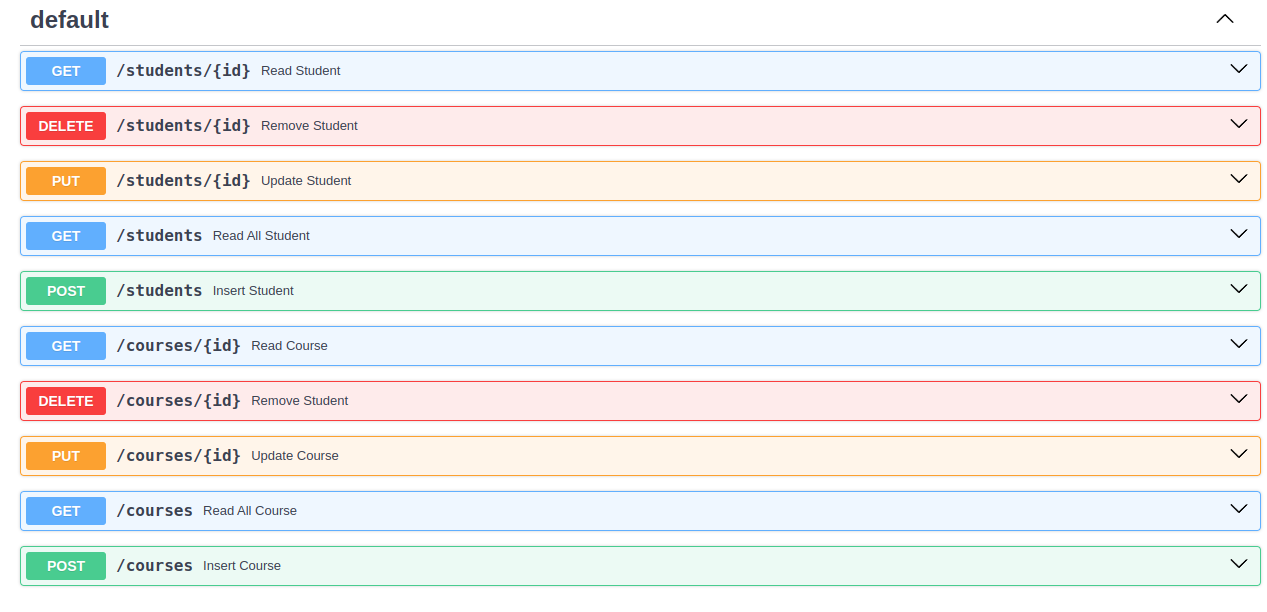 default
GET /students/{id} Read Student
DELETE /students/{id} Remove Student
PUT /students/{id} Update Student
GET /students Read All Student
POST /students Insert Student
GET /courses/{id} Read Course
DELETE /courses/{id} Remove Student
PUT /courses/{id} Update Course
GET /courses Read All Course
POST /courses Insert Course